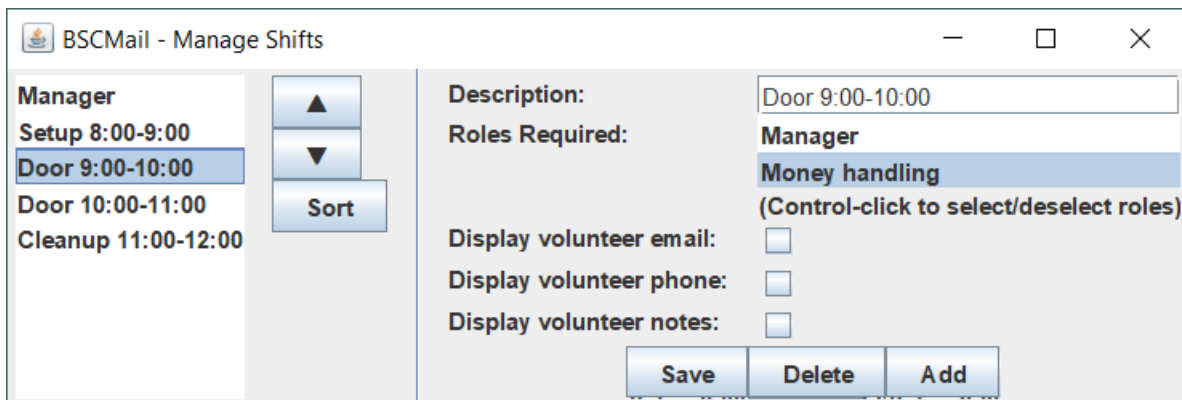 BSCMail - Manage Shifts
Manager
Setup 8:00-9:00
Door 9:00-10:00
Door 10:00-11:00
Cleanup 11:00-12:00
▲
▼
Sort
Description:
Door 9:00-10:00
Roles Required:
Manager
Money handling
(Control-click to select/deselect roles)
Display volunteer email:
Display volunteer phone:
Display volunteer notes:
Save
Delete
Add